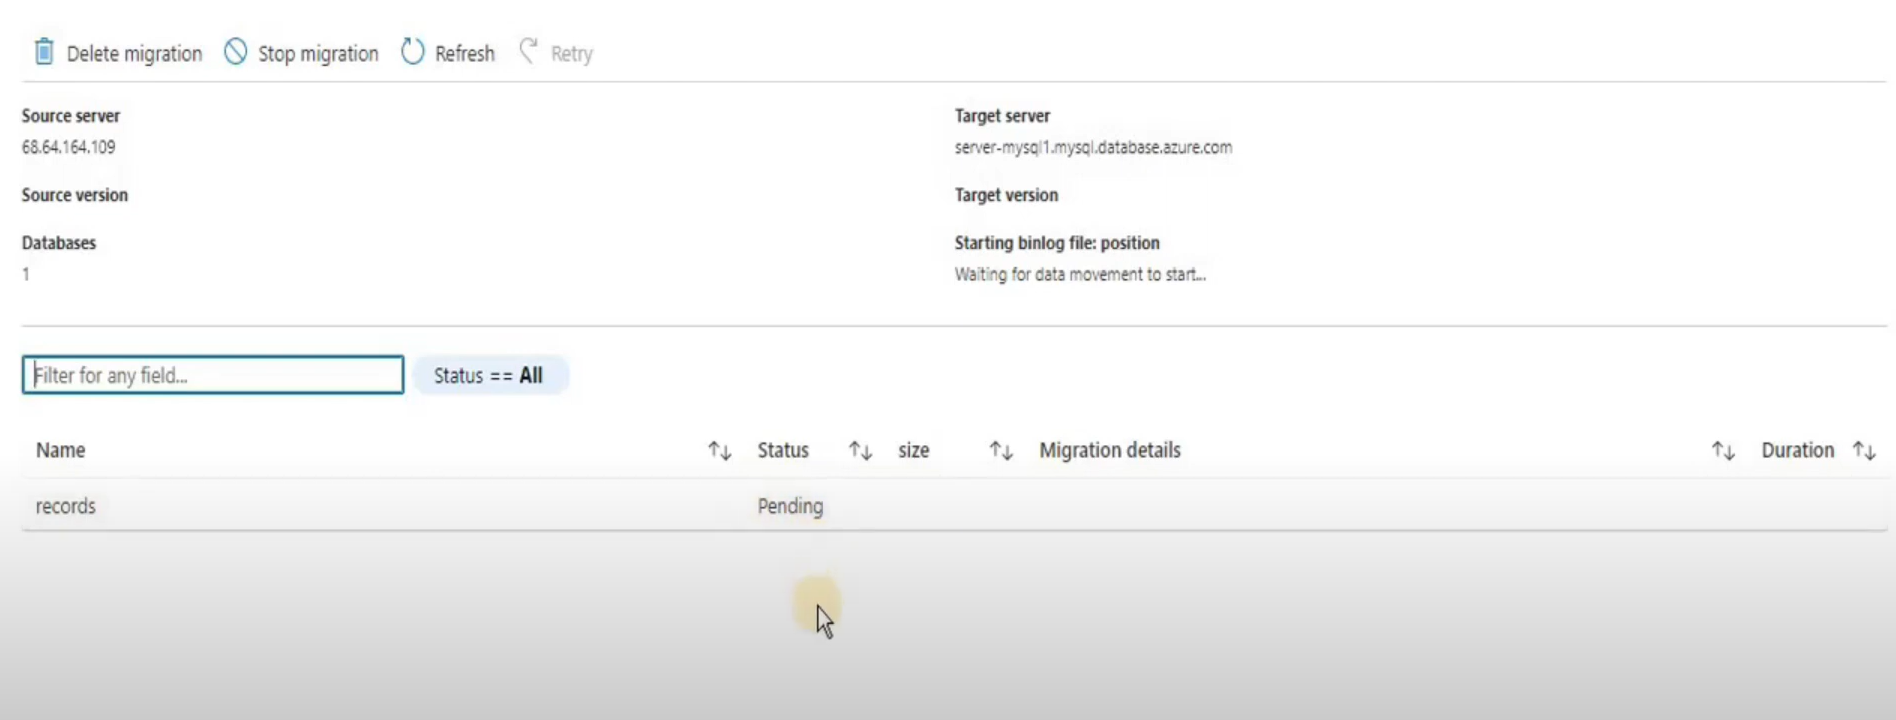 Delete migration Stop migration Refresh Retry
Source server
68.64.164.109
Target server
server-mysql1.mysql.database.azure.com
Source version
Target version
Databases
1
Starting binlog file: position
Waiting for data movement to start...
Filter for any field... Status == All
Name Status size Migration details Duration
records Pending